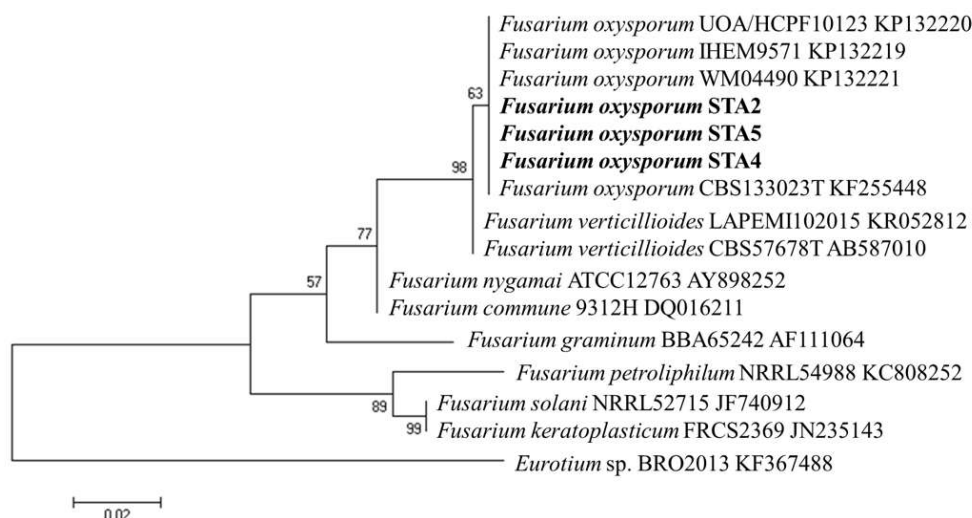 Fusarium oxysporum UOA/HCPF10123 KP132220
Fusarium oxysporum IHEM9571 KP132219
Fusarium oxysporum WM04490 KP132221
63
Fusarium oxysporum STA2
Fusarium oxysporum STA5
Fusarium oxysporum STA4
98
Fusarium oxysporum CBS133023T KF255448
Fusarium verticillioides LAPEMI102015 KR052812
77
Fusarium verticillioides CBS57678T AB587010
57
Fusarium nygamai ATCC12763 AY898252
Fusarium commune 9312H DQ016211
Fusarium graminum BBA65242 AF111064
Fusarium petroliphilum NRRL54988 KC808252
89
Fusarium solani NRRL52715 JF740912
99
Fusarium keratoplasticum FRCS2369 JN235143
Eurotium sp. BRO2013 KF367488
0.02